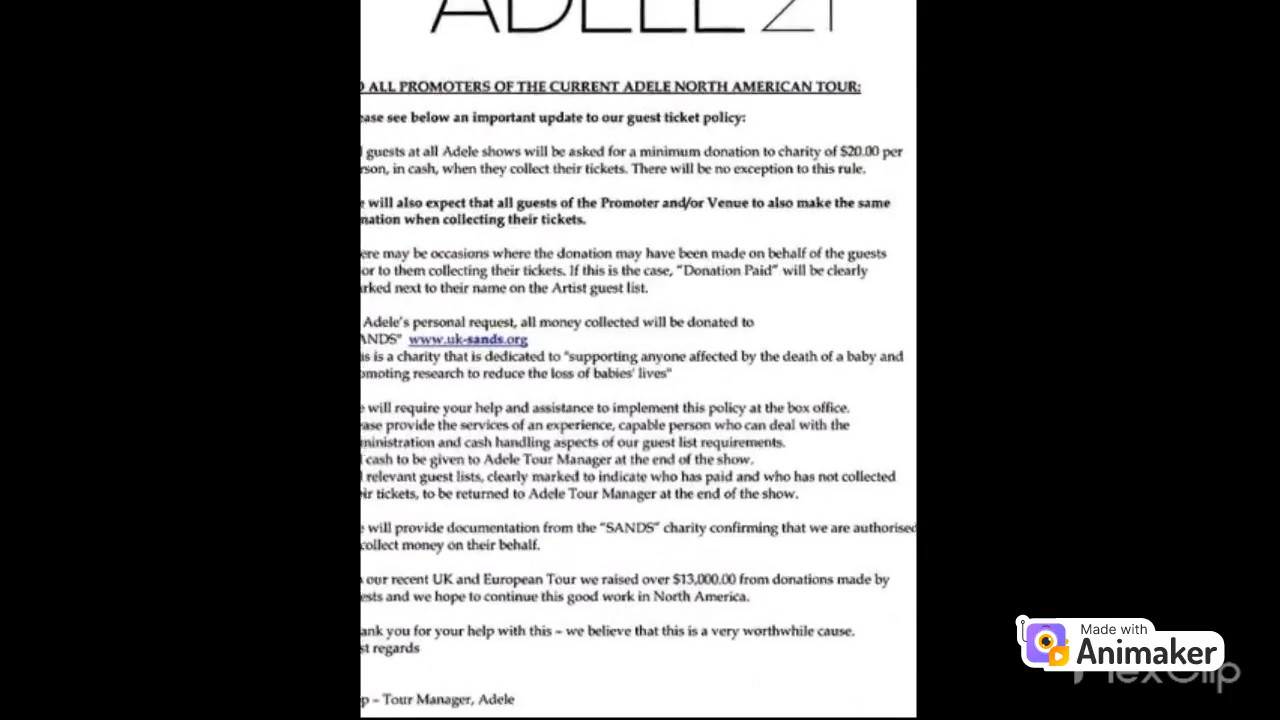 ADELE 21
ALL PROMOTERS OF THE CURRENT ADELE NORTH AMERICAN TOUR:
ase see below an important update to our guest ticket policy:
guests at all Adele shows will be asked for a minimum donation to charity of $20.00 per
rson, in cash, when they collect their tickets. There will be no exception to this rule.
will also expect that all guests of the Promoter and/or Venue to also make the same
nation when collecting their tickets.
ere may be occasions where the donation may have been made on behalf of the guests
or to them collecting their tickets. If this is the case, "Donation Paid" will be clearly
rked next to their name on the Artist guest list.
Adele's personal request, all money collected will be donated to
ANDS" www.uk-sands.org
is is a charity that is dedicated to "supporting anyone affected by the death of a baby and
omoting research to reduce the loss of babies' lives"
will require your help and assistance to implement this policy at the box office.
ase provide the services of an experience, capable person who can deal with the
ministration and cash handling aspects of our guest list requirements.
cash to be given to Adele Tour Manager at the end of the show.
relevant guest lists, clearly marked to indicate who has paid and who has not collected
ir tickets, to be returned to Adele Tour Manager at the end of the show.
will provide documentation from the "SANDS" charity confirming that we are authorised
collect money on their behalf.
our recent UK and European Tour we raised over $13,000.00 from donations made by
ests and we hope to continue this good work in North America.
ank you for your help with this – we believe that this is a very worthwhile cause.
st regards
p – Tour Manager, Adele
Made with
Animaker
FlexClip